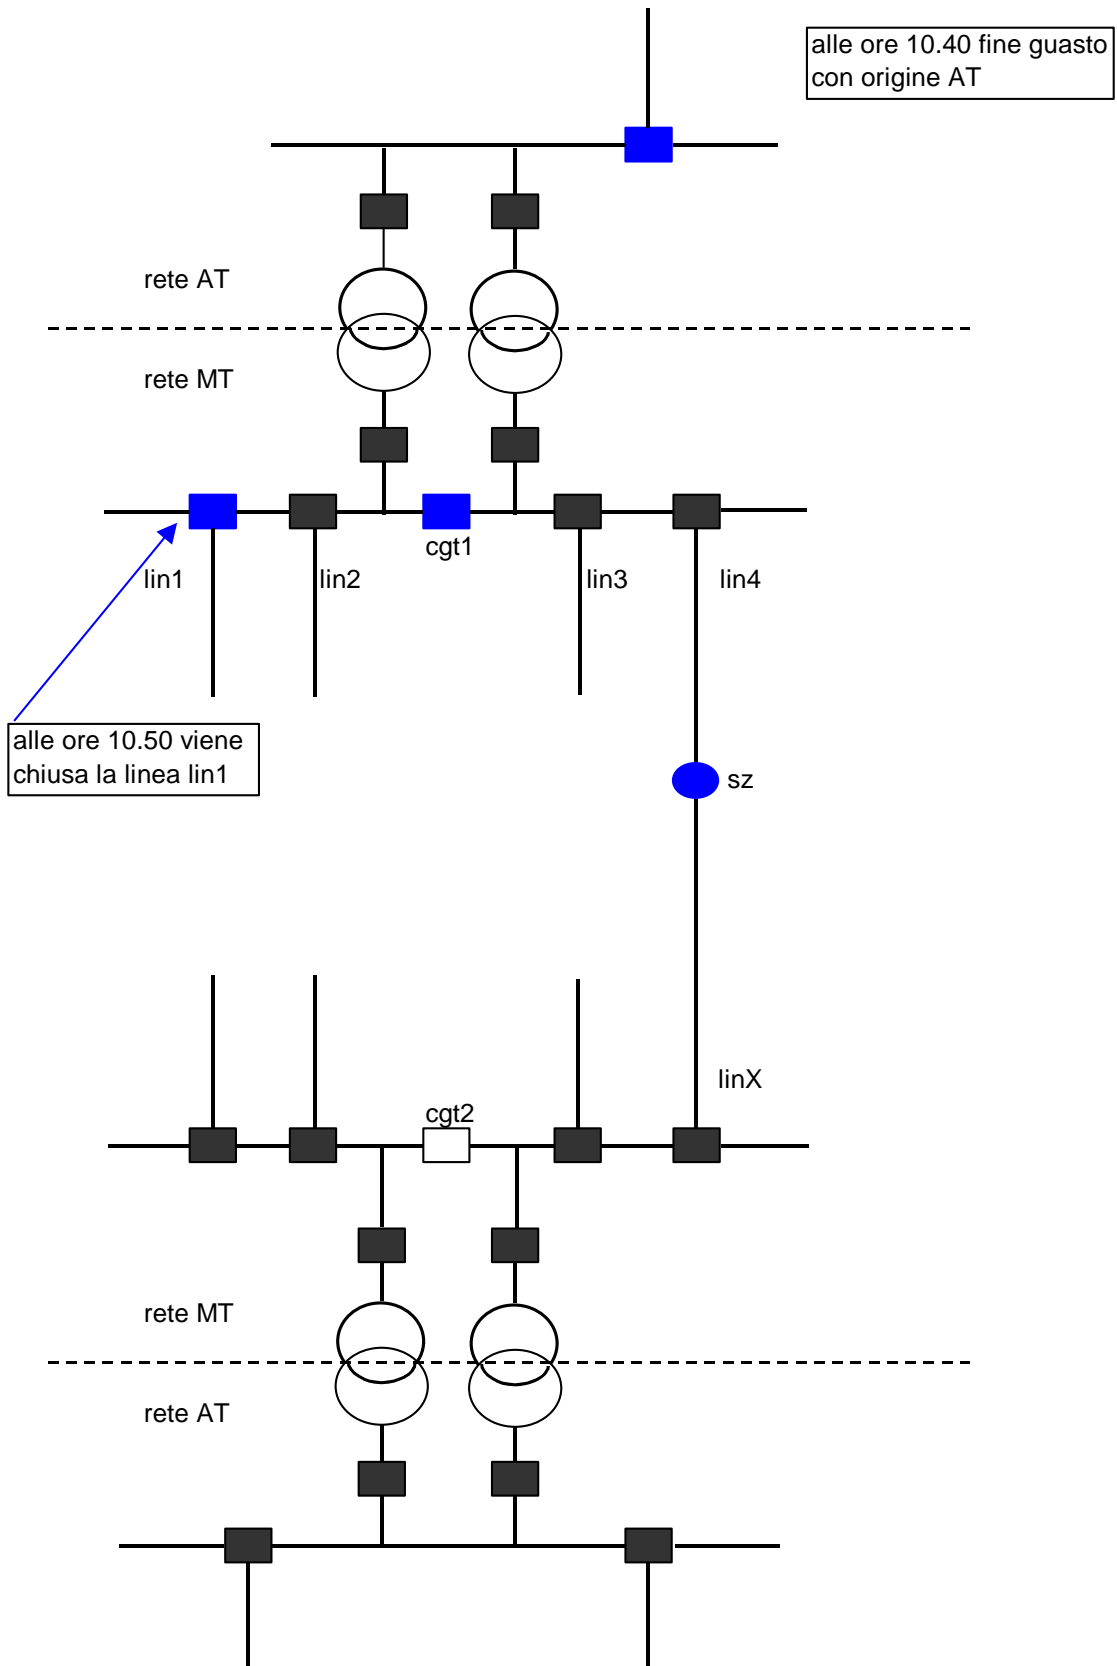 alle ore 10.40 fine guasto
con origine AT
rete AT
rete MT
cgt1
lin1
lin2
lin3
lin4
alle ore 10.50 viene
chiusa la linea lin1
sz
linX
cgt2
rete MT
rete AT